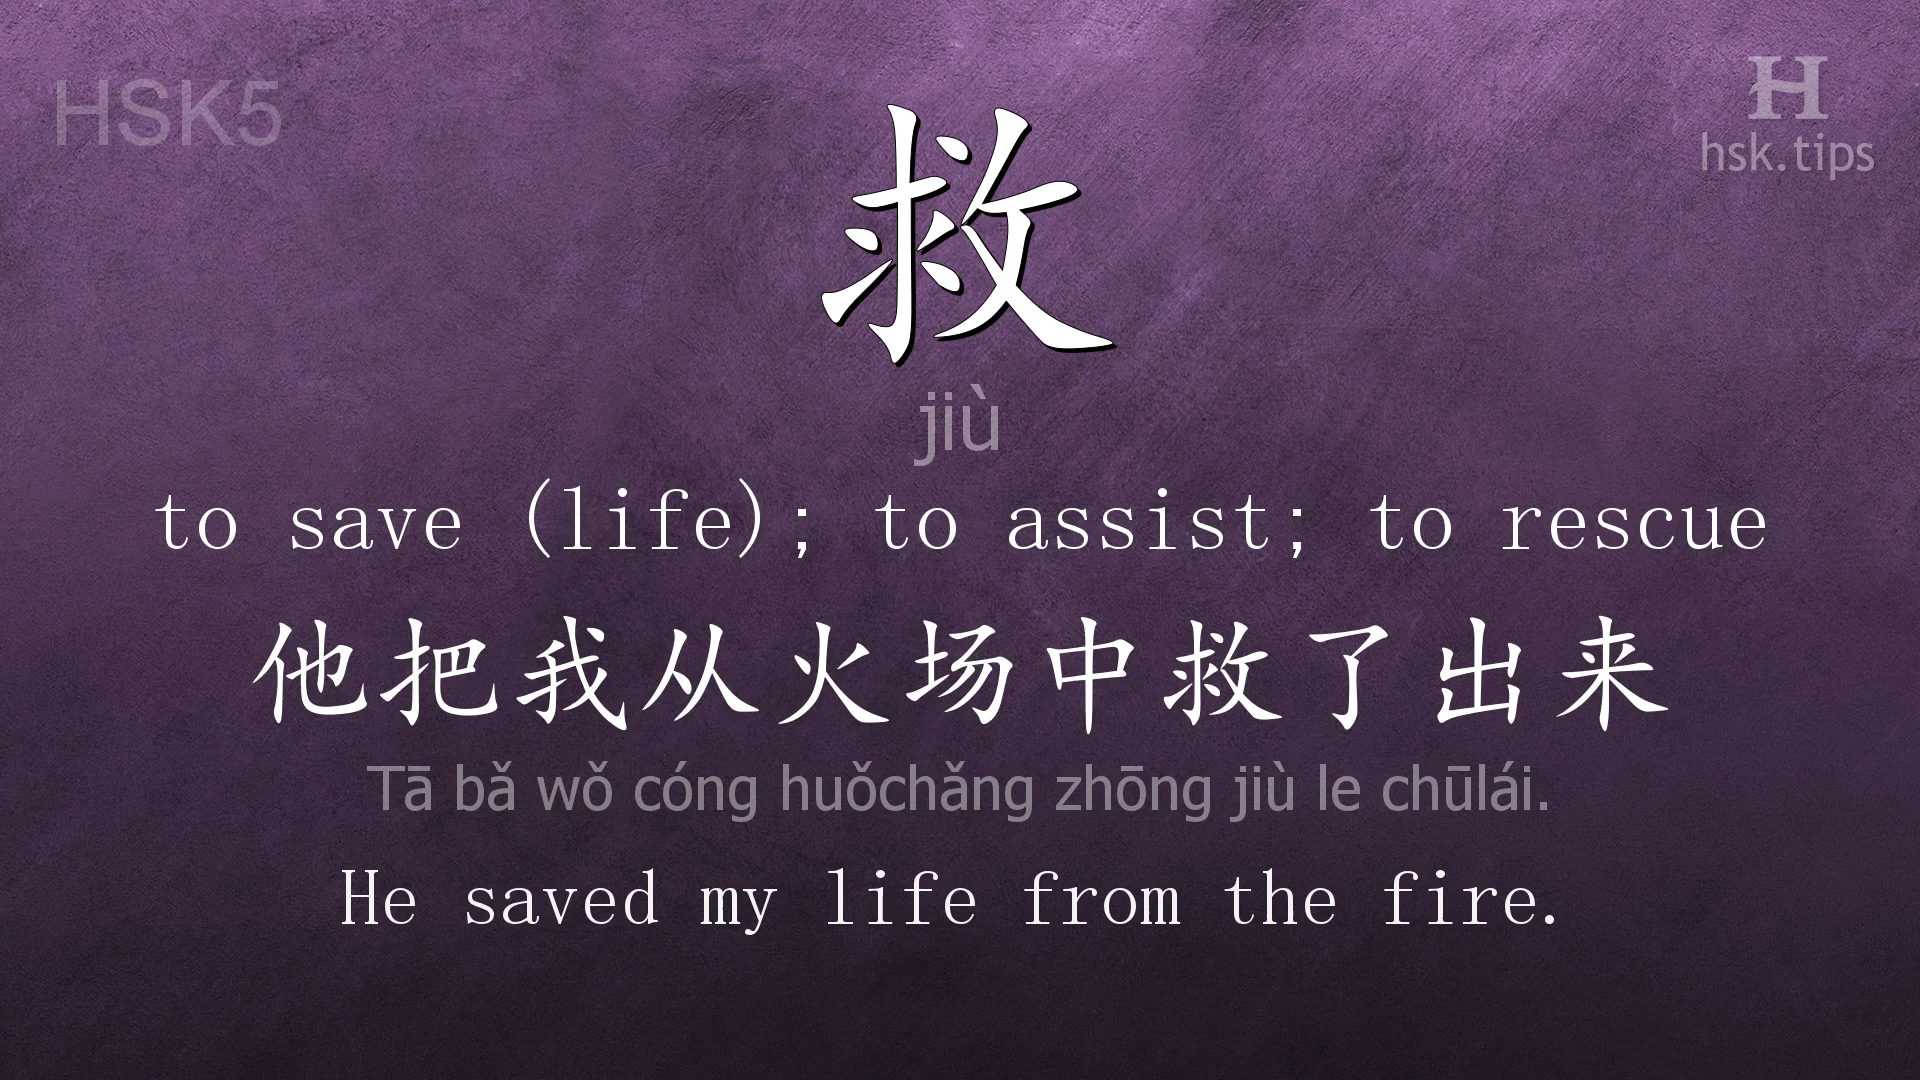 HSK5
H
hsk.tips
救
jiù
to save (life); to assist; to rescue
他把我从火场中救了出来
Tā bǎ wǒ cóng huǒchǎng zhōng jiù le chūlái.
He saved my life from the fire.